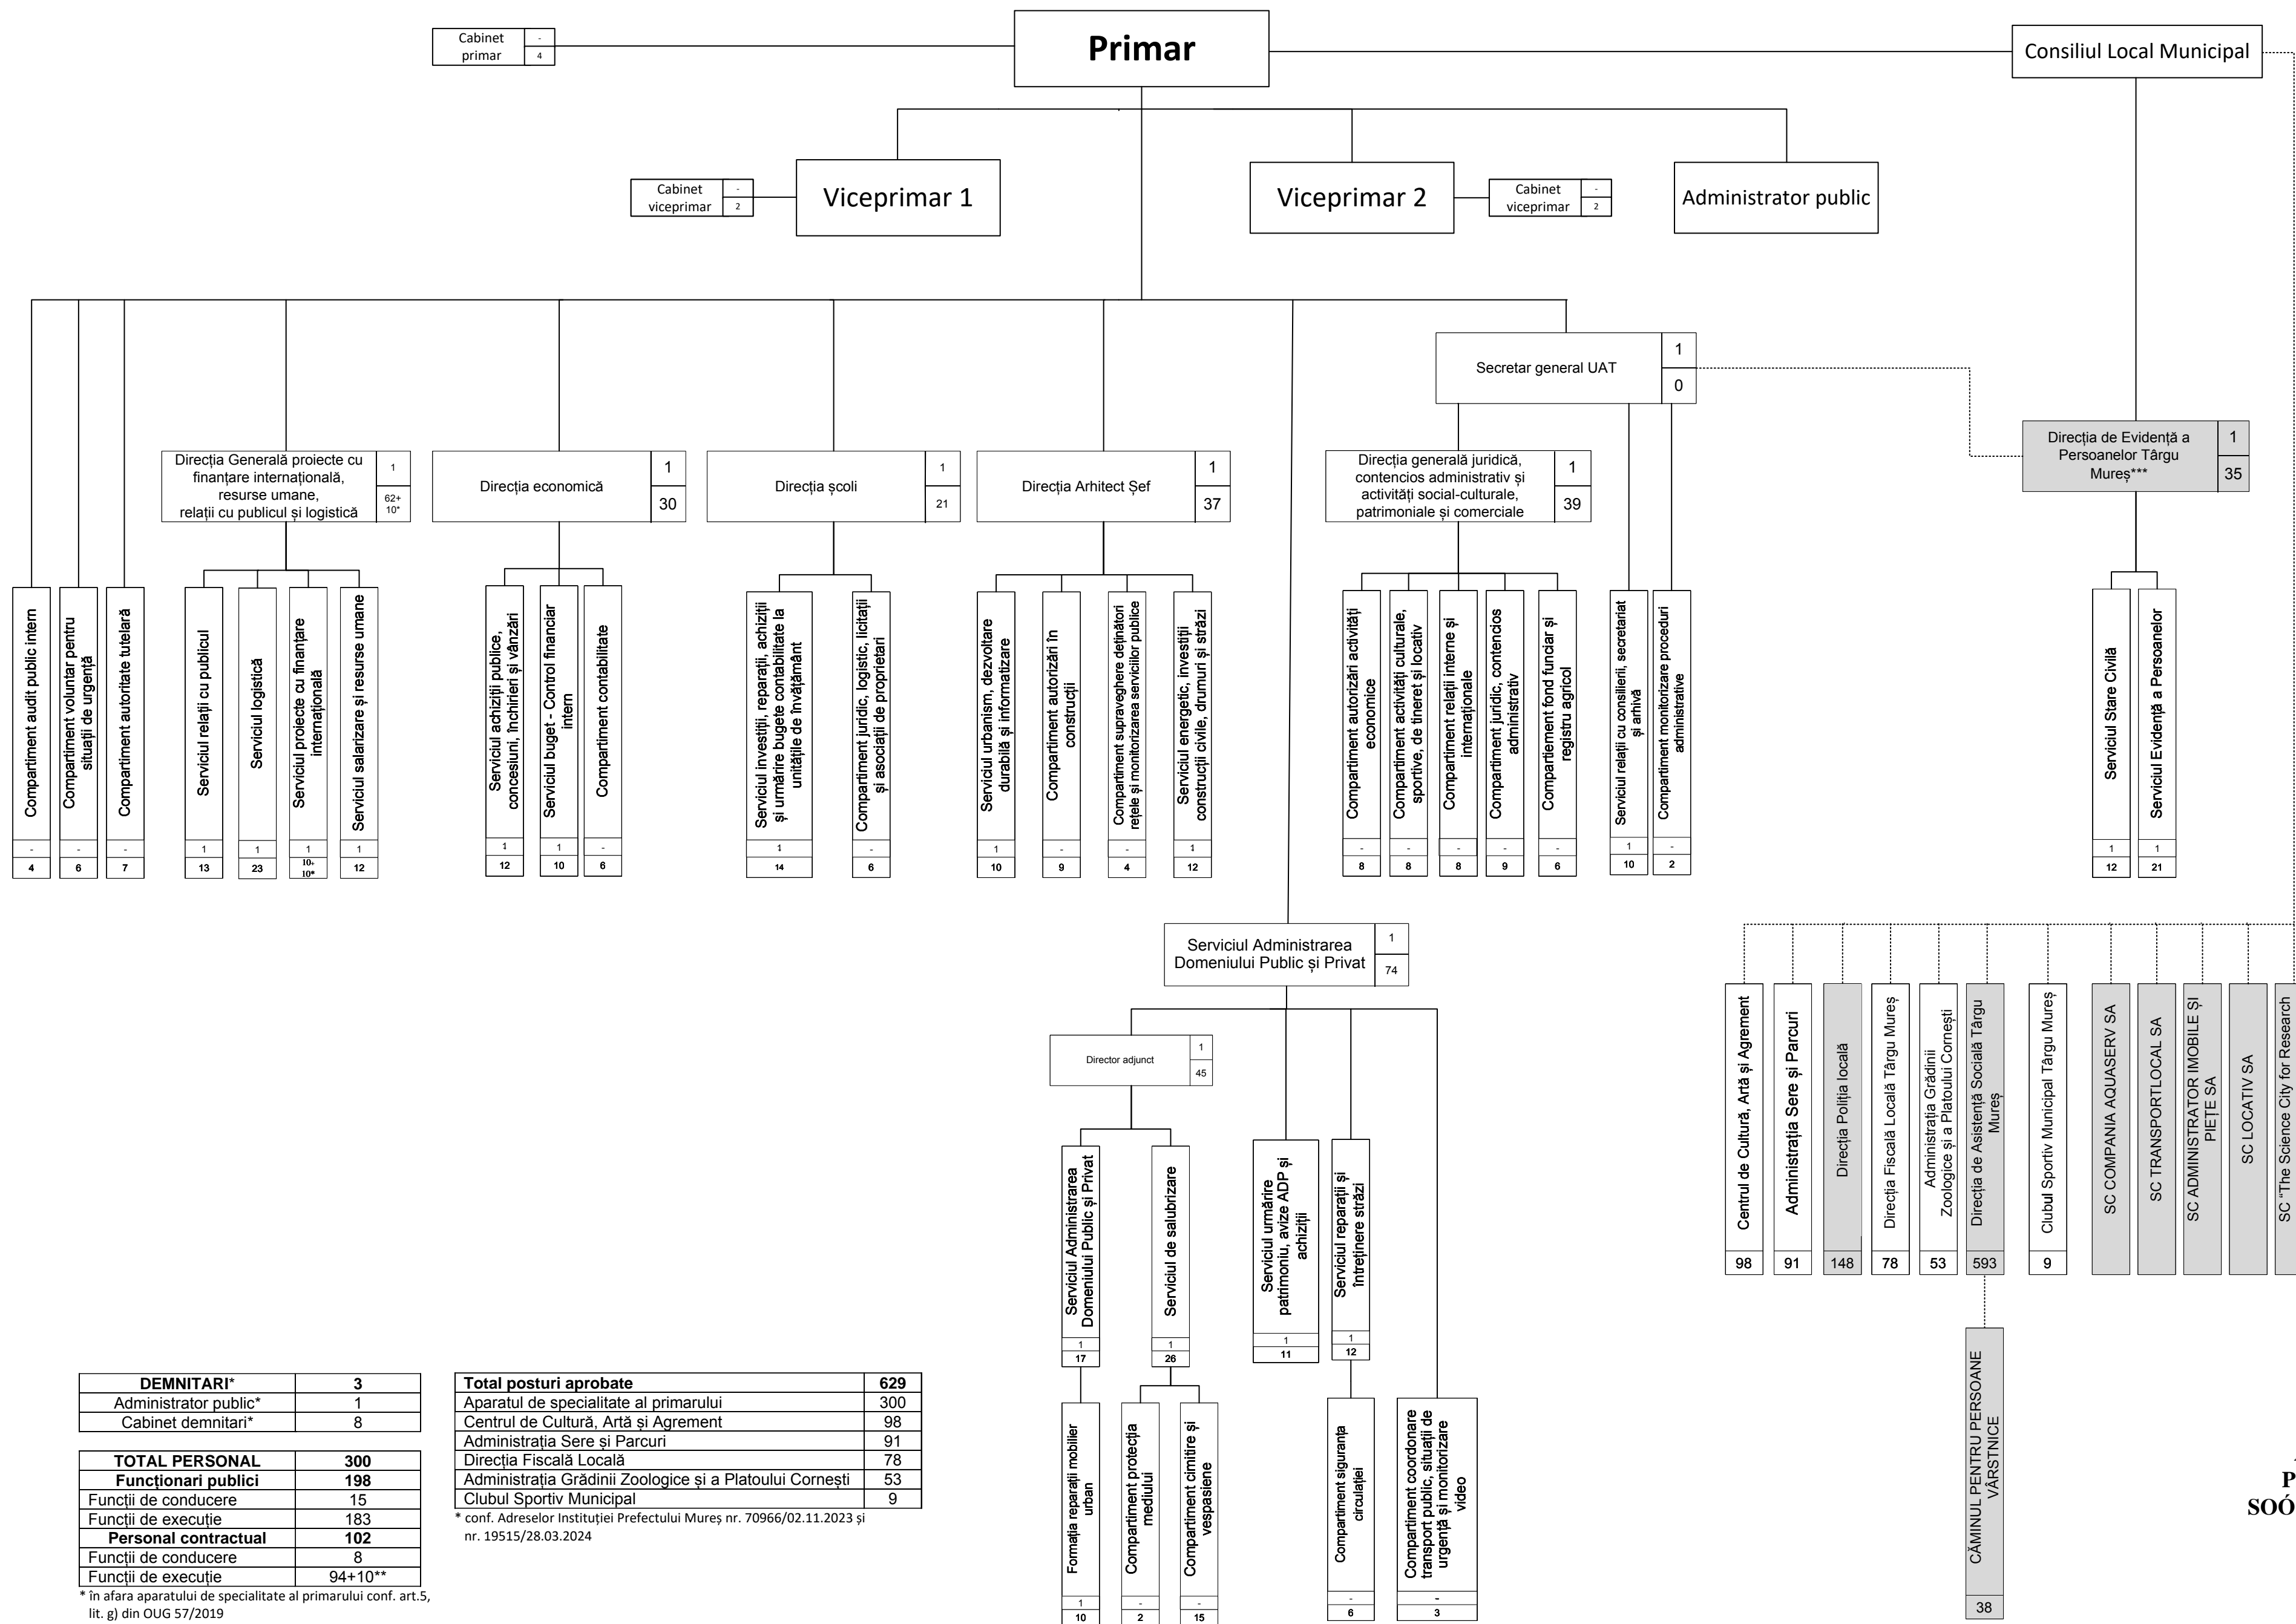 Cabinet
primar
-
4
Primar
Consiliul Local Municipal
Cabinet
viceprimar
-
2
Viceprimar 1
Viceprimar 2
Cabinet
viceprimar
-
2
Administrator public
Secretar general UAT
1
0
Direcția Generală proiecte cu
finanțare internațională,
resurse umane,
relații cu publicul și logistică
1
62+
10*
Direcția economică
1
30
Direcția școli
1
21
Direcția Arhitect Șef
1
37
Direcția generală juridică,
contencios administrativ și
activități social-culturale,
patrimoniale și comerciale
1
39
Direcția de Evidență a
Persoanelor Târgu
Mureș***
1
35
Compartiment audit public intern
-
4
Compartiment voluntar pentru
situații de urgență
-
6
Compartiment autoritate tutelară
-
7
Serviciul relații cu publicul
1
13
Serviciul logistică
1
23
Serviciul proiecte cu finanțare
internațională
1
10+
10*
Serviciul salarizare și resurse umane
1
12
Serviciul achiziții publice,
concesiuni, închirieri și vânzări
1
12
Serviciul buget - Control financiar
intern
1
10
Compartiment contabilitate
-
6
Serviciul investiții, reparații, achiziții
și urmărire bugete contabilitate la
unitățile de învățământ
1
14
Compartiment juridic, logistic, licitații
și asociații de proprietari
-
6
Serviciul urbanism, dezvoltare
durabilă și informatizare
1
10
Compartiment autorizări în
construcții
-
9
Compartiment supraveghere deținători
rețele și monitorizarea serviciilor publice
-
4
Serviciul energetic, investiții
construcții civile, drumuri și străzi
1
12
Compartiment autorizări activități
economice
-
8
Compartiment activități culturale,
sportive, de tineret și locativ
-
8
Compartiment relații interne și
internaționale
-
8
Compartiment juridic, contencios
administrativ
-
9
Compartiement fond funciar și
registru agricol
-
6
Serviciul relații cu consilierii, secretariat
și arhivă
1
10
Compartiment monitorizare proceduri
administrative
-
2
Serviciul Stare Civilă
1
12
Serviciul Evidență a Persoanelor
1
21
Serviciul Administrarea
Domeniului Public și Privat
1
74
Director adjunct
1
45
Serviciul Administrarea
Domeniului Public și Privat
1
17
Serviciul de salubrizare
1
26
Serviciul urmărire
patrimoniu, avize ADP și
achiziții
1
11
Serviciul reparații și
întreținere străzi
1
12
Formația reparații mobilier
urban
1
10
Compartiment protecția
mediului
-
2
Compartiment cimitire și
vespasiene
-
15
Compartiment siguranța
circulației
-
6
Compartiment coordonare
transport public, situații de
urgență și monitorizare
video
-
3
Centrul de Cultură, Artă și Agrement
98
Administrația Sere și Parcuri
91
Direcția Poliția locală
148
Direcția Fiscală Locală Târgu Mureș
78
Administrația Grădinii
Zoologice și a Platoului Cornești
53
Direcția de Asistență Socială Târgu
Mureș
593
Clubul Sportiv Municipal Târgu Mureș
9
SC COMPANIA AQUASERV SA
SC TRANSPORTLOCAL SA
SC ADMINISTRATOR IMOBILE ȘI
PIEȚE SA
SC LOCATIV SA
SC "The Science City for Research
CĂMINUL PENTRU PERSOANE
VÂRSTNICE
38
DEMNITARI* 3
Administrator public* 1
Cabinet demnitari* 8
TOTAL PERSONAL 300
Funcționari publici 198
Funcții de conducere 15
Funcții de execuție 183
Personal contractual 102
Funcții de conducere 8
Funcții de execuție 94+10**
* în afara aparatului de specialitate al primarului conf. art.5,
lit. g) din OUG 57/2019
Total posturi aprobate 629
Aparatul de specialitate al primarului 300
Centrul de Cultură, Artă și Agrement 98
Administrația Sere și Parcuri 91
Direcția Fiscală Locală 78
Administrația Grădinii Zoologice și a Platoului Cornești 53
Clubul Sportiv Municipal 9
* conf. Adreselor Instituției Prefectului Mureș nr. 70966/02.11.2023 și
nr. 19515/28.03.2024
P
SOÓ